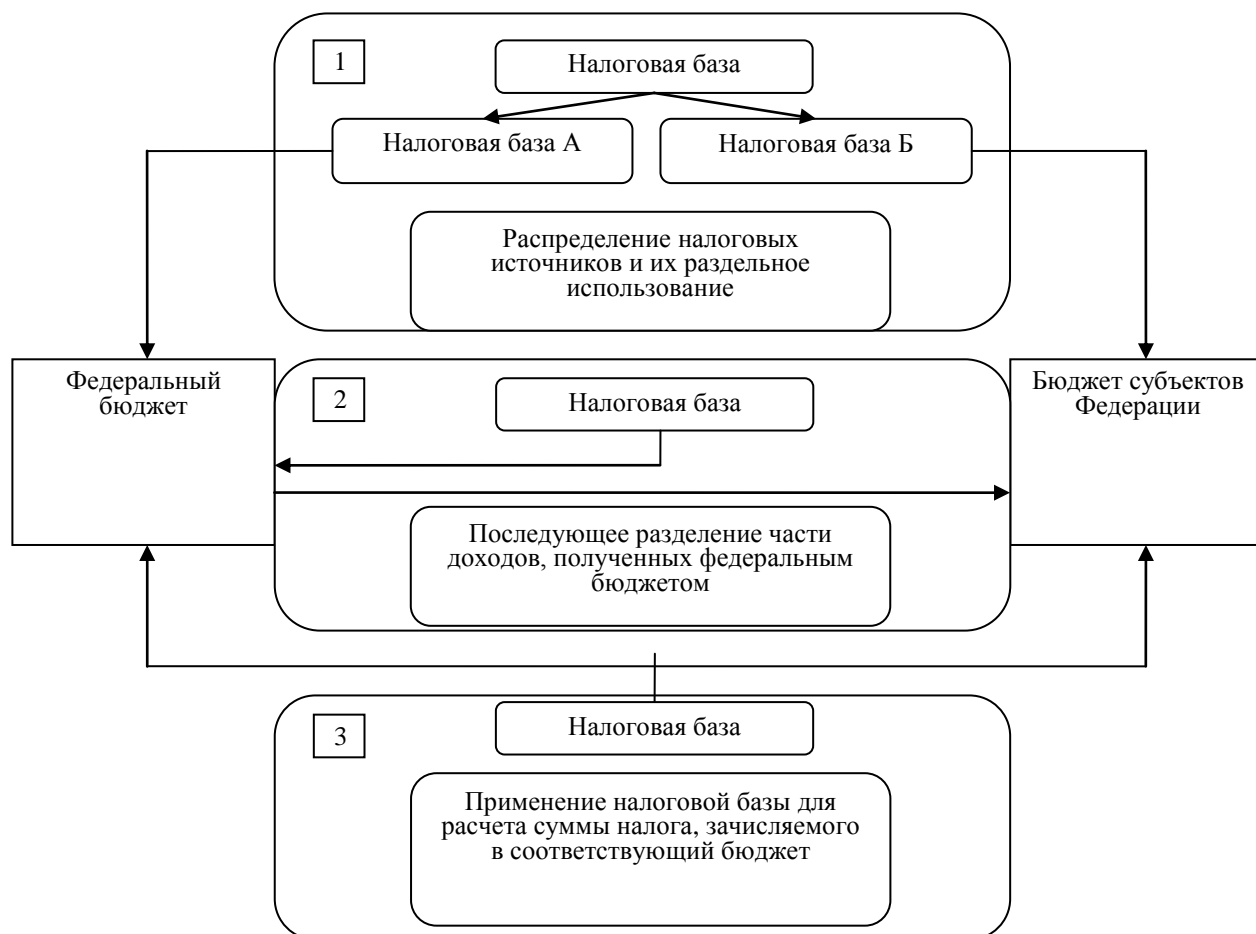 1
Налоговая база
Налоговая база А
Налоговая база Б
Распределение налоговых
источников и их раздельное
использование
Федеральный
бюджет
2
Налоговая база
Бюджет субъектов
Федерации
Последующее разделение части
доходов, полученных федеральным
бюджетом
3
Налоговая база
Применение налоговой базы для
расчета суммы налога, зачисляемого
в соответствующий бюджет